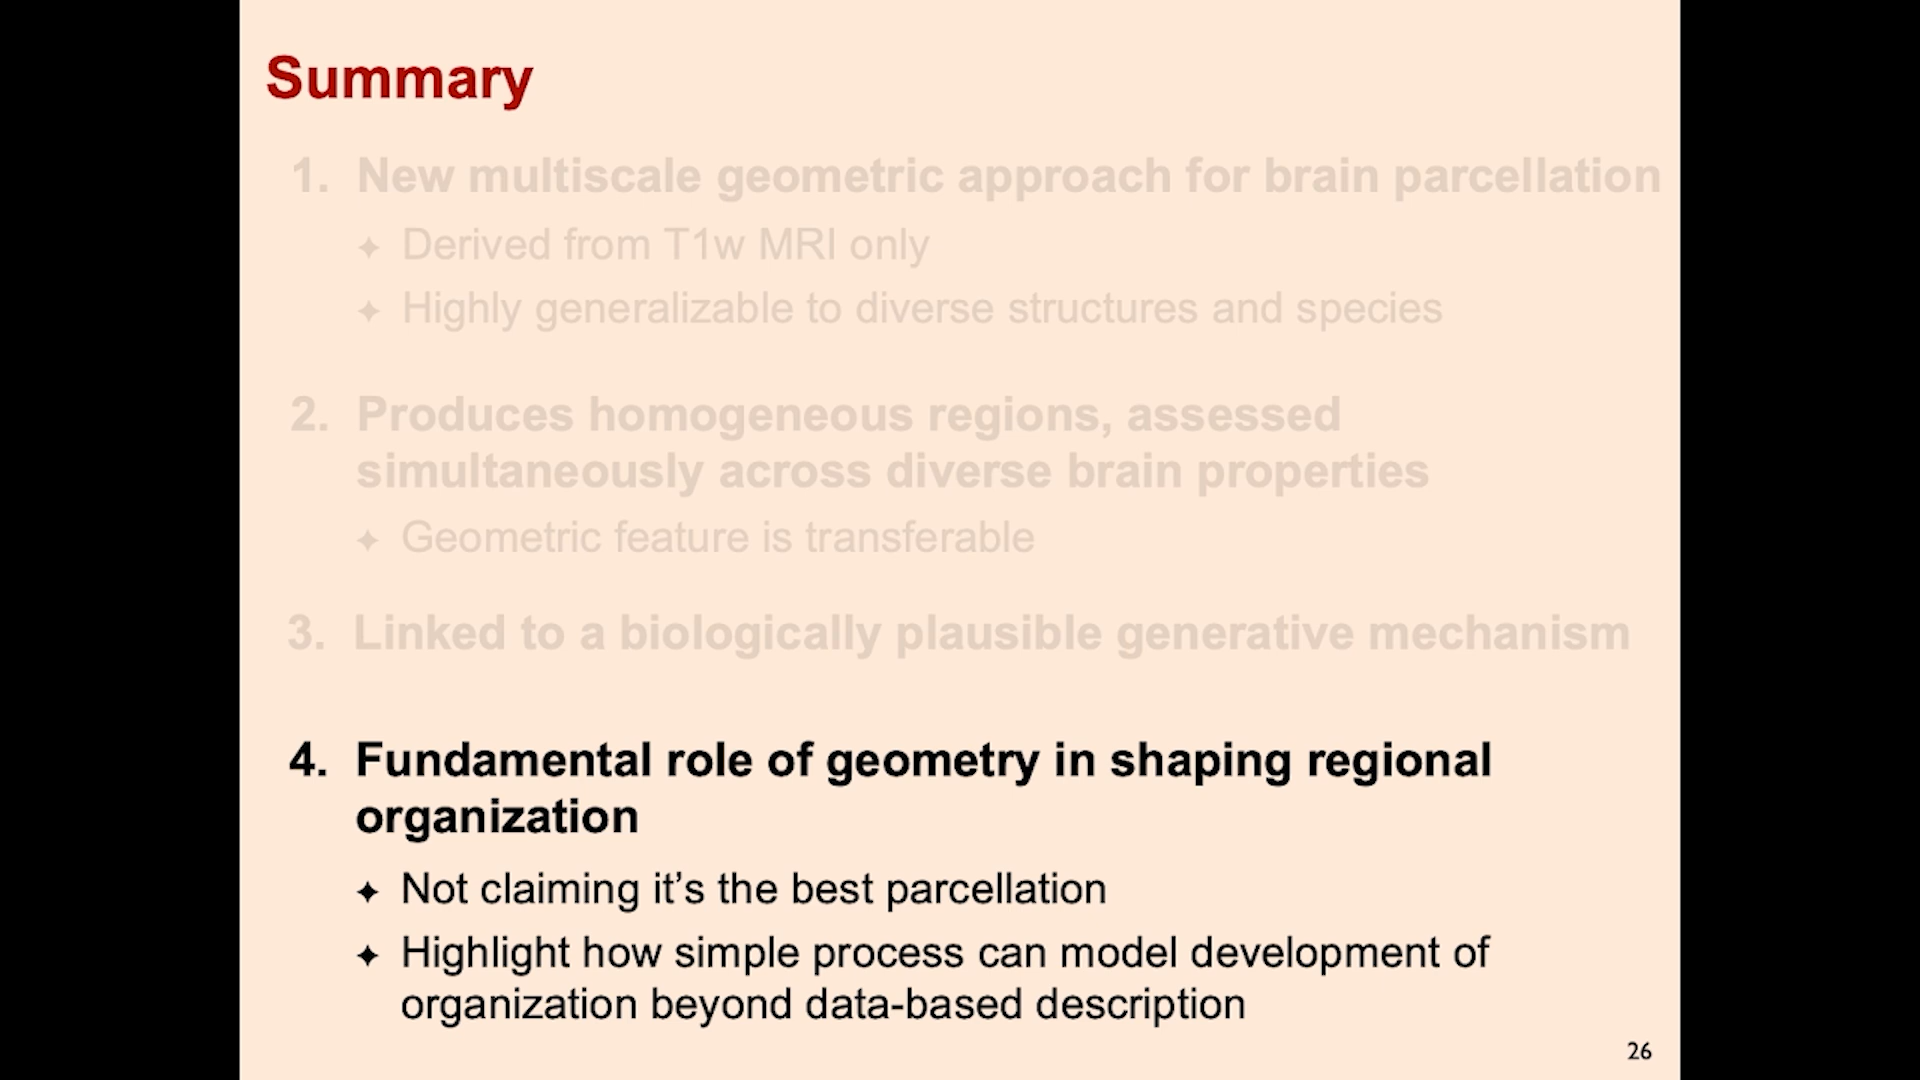 Summary
1. New multiscale geometric approach for brain parcellation
✦ Derived from T1w MRI only
✦ Highly generalizable to diverse structures and species
2. Produces homogeneous regions, assessed
simultaneously across diverse brain properties
✦ Geometric feature is transferable
3. Linked to a biologically plausible generative mechanism
4. Fundamental role of geometry in shaping regional
organization
✦ Not claiming it’s the best parcellation
✦ Highlight how simple process can model development of
organization beyond data-based description
26